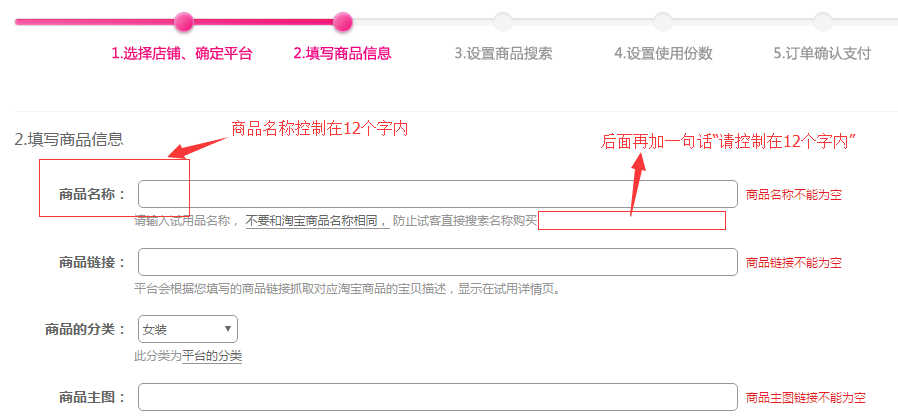 1.选择店铺、确定平台 2.填写商品信息 3.设置商品搜索 4.设置使用份数 5.订单确认支付
商品名称控制在12个字内
2.填写商品信息
后面再加一句话“请控制在12个字内”
商品名称： 商品名称不能为空
请输入试用品名称，不要和淘宝商品名称相同，防止试客直接搜索名称购买
商品链接： 商品链接不能为空
平台会根据您填写的商品链接抓取对应淘宝商品的宝贝描述，显示在试用详情页。
商品的分类： 女装
此分类为平台的分类
商品主图： 商品主图链接不能为空